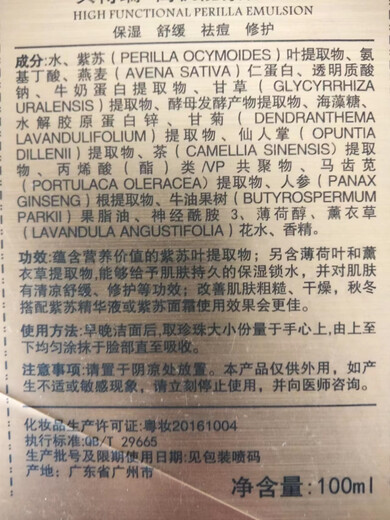 HIGH FUNCTIONAL PERILLA EMULSION
保湿 舒缓 祛痘 修护
成分:水、紫苏(PERILLA OCYMOIDES)叶提取物、氨
基丁酸、燕麦(AVENA SATIVA)仁蛋白、透明质酸
钠、牛奶蛋白提取物、甘草(GLYCYRRHIZA
URALENSIS)提取物、酵母发酵产物提取物、海藻糖、
水解胶原蛋白锌、甘菊(DENDRANTHEMA
LAVANDULIFOLIUM)提取物、仙人掌(OPUNTIA
DILLENII)提取物、茶(CAMELLIA SINENSIS)提取
物、丙烯酸(酯)类/VP共聚物、马齿苋
(PORTULACA OLERACEA)提取物、人参(PANAX
GINSENG)根提取物、牛油果树(BUTYROSPERMUM
PARKII)果脂油、神经酰胺 3、薄荷醇、薰衣草
(LAVANDULA ANGUSTIFOLIA)花水、香精。
功效:蕴含营养价值的紫苏叶提取物;另含薄荷叶和薰
衣草提取物,能够给予肌肤持久的保湿锁水,并对肌肤
有清凉舒缓、修护等功效;改善肌肤粗糙、干燥,秋冬
搭配紫苏精华液或紫苏面霜使用效果会更佳。
使用方法:早晚洁面后,取珍珠大小份量于手心上,由上至
下均匀涂抹于脸部直至吸收。
注意事项:请置于阴凉处放置。本产品仅供外用,如产
生不适或敏感现象,请立刻停止使用,并向医师咨询。
化妆品生产许可证:粤妆20161004
执行标准:QB/T 29665
生产批号及限期使用日期:见包装喷码
产地:广东省广州市
净含量:100ml